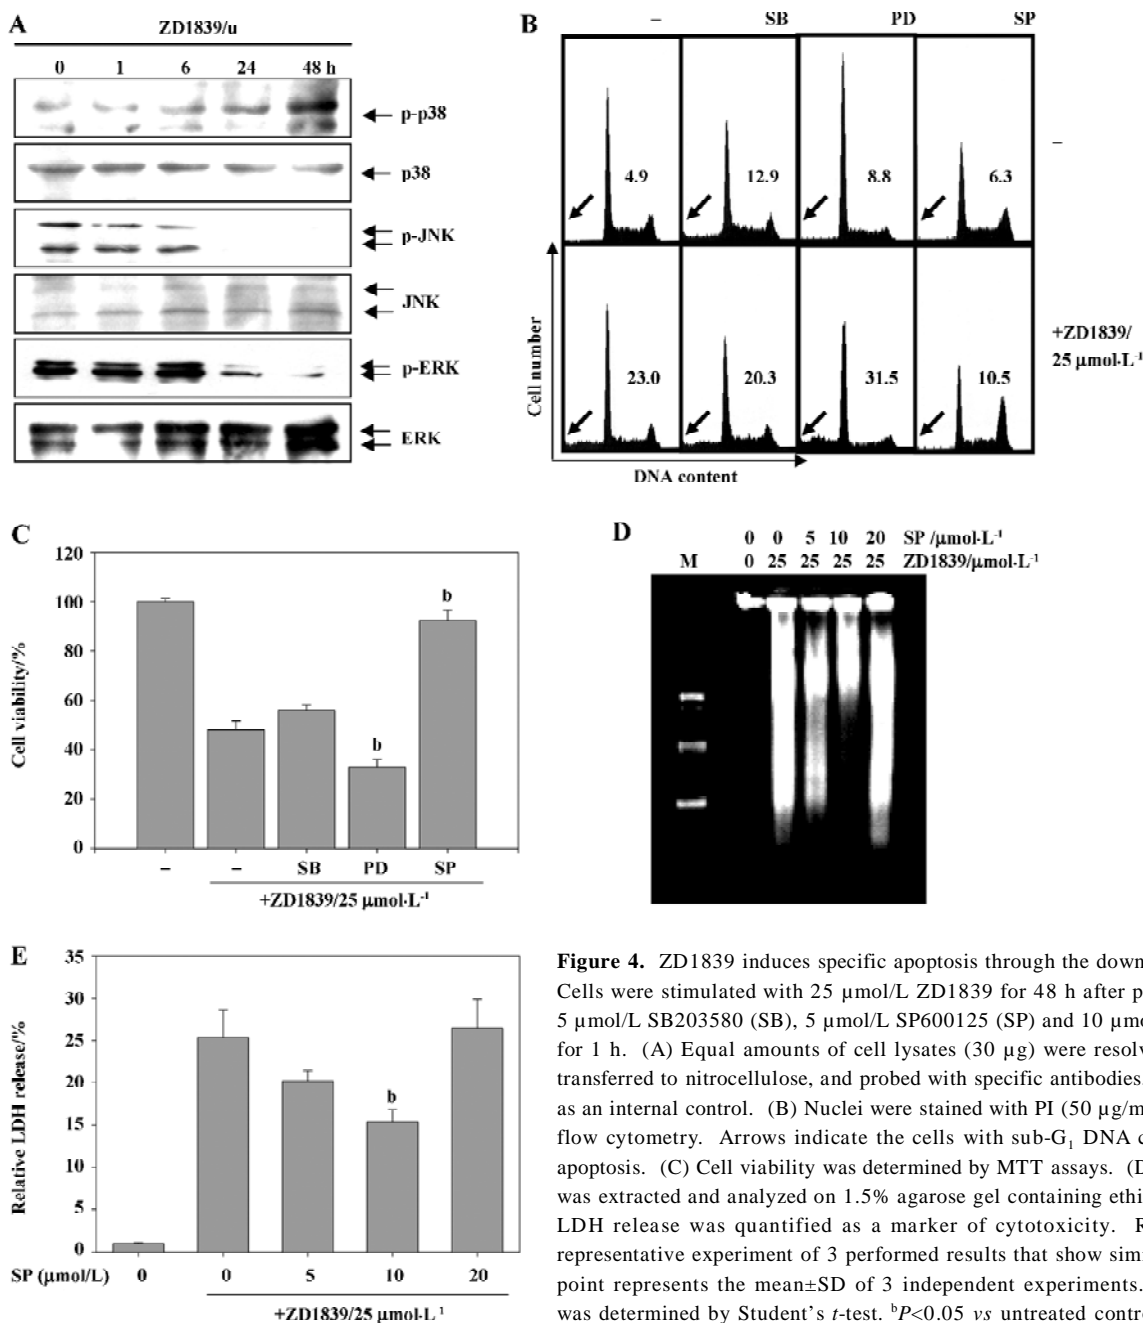 A
ZD1839/u
0 1 6 24 48 h
p-p38
p38
p-JNK
JNK
p-ERK
ERK
B
– SB PD SP
4.9 12.9 8.8 6.3
–
23.0 20.3 31.5 10.5
+ZD1839/
25 µmol·L-1
Cell number
DNA content
C
120
100
80
60
40
20
0
Cell viability/%
b
b
– – SB PD SP
+ZD1839/25 µmol·L-1
D
0 0 5 10 20 SP /µmol·L-1
M 0 25 25 25 25 ZD1839/µmol·L-1
E
35
30
25
20
15
10
5
0
Relative LDH release/%
b
SP (µmol/L) 0 0 5 10 20
+ZD1839/25 µmol·L-1
Figure 4. ZD1839 induces specific apoptosis through the down
Cells were stimulated with 25 µmol/L ZD1839 for 48 h after p
5 µmol/L SB203580 (SB), 5 µmol/L SP600125 (SP) and 10 µmo
for 1 h. (A) Equal amounts of cell lysates (30 µg) were resolv
transferred to nitrocellulose, and probed with specific antibodies.
as an internal control. (B) Nuclei were stained with PI (50 µg/m
flow cytometry. Arrows indicate the cells with sub-G1 DNA c
apoptosis. (C) Cell viability was determined by MTT assays. (D
was extracted and analyzed on 1.5% agarose gel containing ethi
LDH release was quantified as a marker of cytotoxicity. R
representative experiment of 3 performed results that show simi
point represents the mean±SD of 3 independent experiments.
was determined by Student's t-test. bP<0.05 vs untreated contro